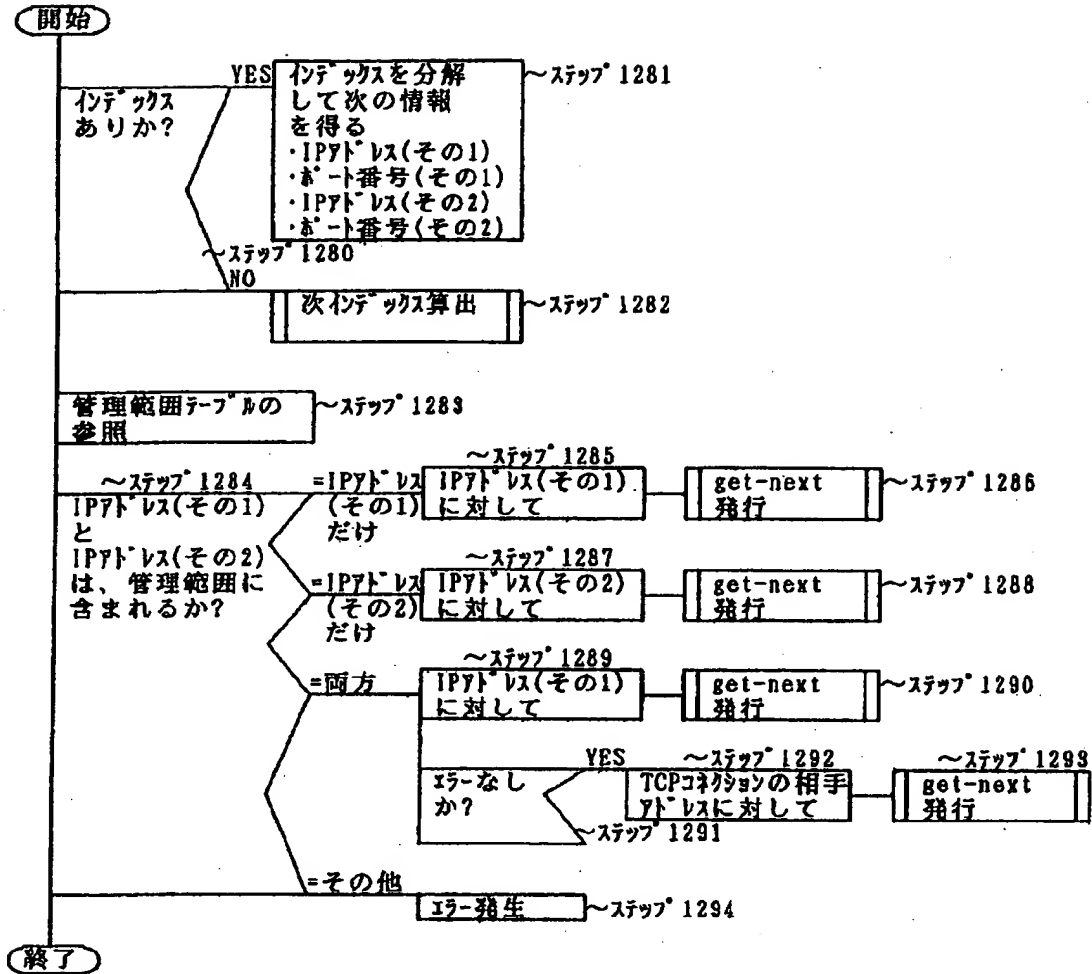 開始
YES
インデックスを分解
して次の情報
を得る
・IPアドレス(その1)
・ポート番号(その1)
・IPアドレス(その2)
・ポート番号(その2)
～ステップ1281
インデックス
ありか?
～ステップ1280
NO
次インデックス算出
～ステップ1282
管理範囲テーブルの
参照
～ステップ1283
～ステップ1284
IPアドレス(その1)
と
IPアドレス(その2)
は、管理範囲に
含まれるか?
=IPアドレス
(その1)
だけ
～ステップ1285
IPアドレス(その1)
に対して
get-next
発行
～ステップ1286
=IPアドレス
(その2)
だけ
～ステップ1287
IPアドレス(その2)
に対して
get-next
発行
～ステップ1288
=両方
～ステップ1289
IPアドレス(その1)
に対して
get-next
発行
～ステップ1290
エラーなし
か?
YES
～ステップ1291
～ステップ1292
TCPコネクションの相手
アドレスに対して
～ステップ1293
get-next
発行
=その他
エラー発生
～ステップ1294
終了